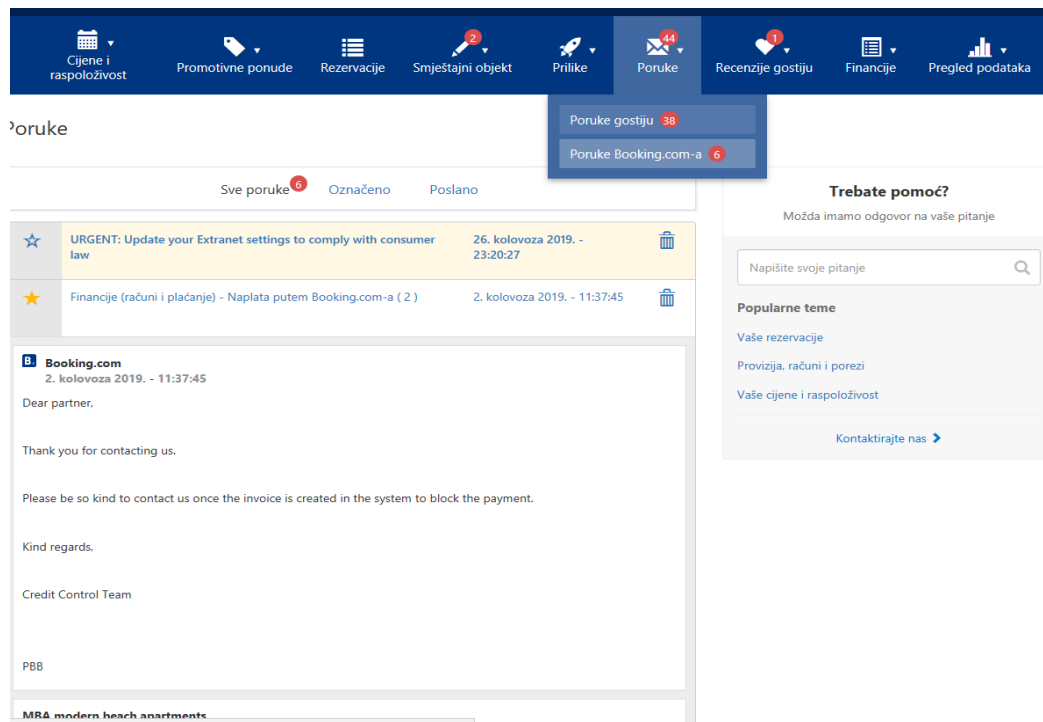 Cijene i
raspoloživost
Promotivne ponude
Rezervacije
2
Smještajni objekt
Prilike
44
Poruke
1
Recenzije gostiju
Financije
Pregled podataka
Poruke gostiju 38
Poruke Booking.com-a 6
Poruke
Sve poruke 6 Označeno Poslano
URGENT: Update your Extranet settings to comply with consumer
law
26. kolovoza 2019. -
23:20:27
Financije (računi i plaćanje) - Naplata putem Booking.com-a ( 2 ) 2. kolovoza 2019. - 11:37:45
B. Booking.com
2. kolovoza 2019. - 11:37:45
Dear partner,
Thank you for contacting us.
Please be so kind to contact us once the invoice is created in the system to block the payment.
Kind regards,
Credit Control Team
PBB
MBA modern beach apartments
Trebate pomoć?
Možda imamo odgovor na vaše pitanje
Napišite svoje pitanje
Popularne teme
Vaše rezervacije
Provizija, računi i porezi
Vaše cijene i raspoloživost
Kontaktirajte nas